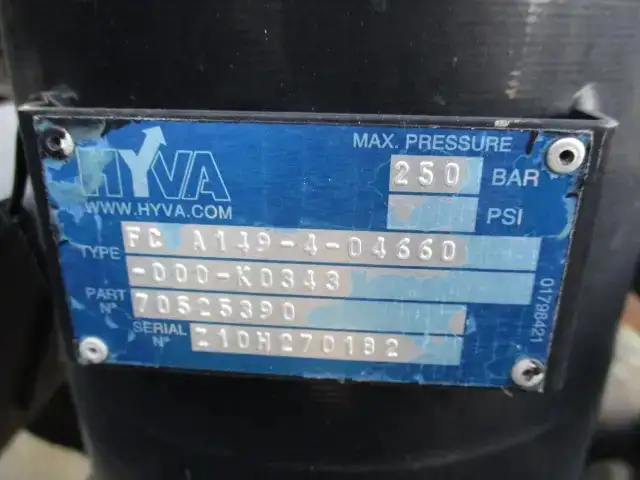 HYVA
WWW.HYVA.COM
MAX. PRESSURE
250 BAR
PSI
TYPE FC A149-4-04660
-000-K0343
PART Nº 70525390
SERIAL Nº Z10H270182
01798421